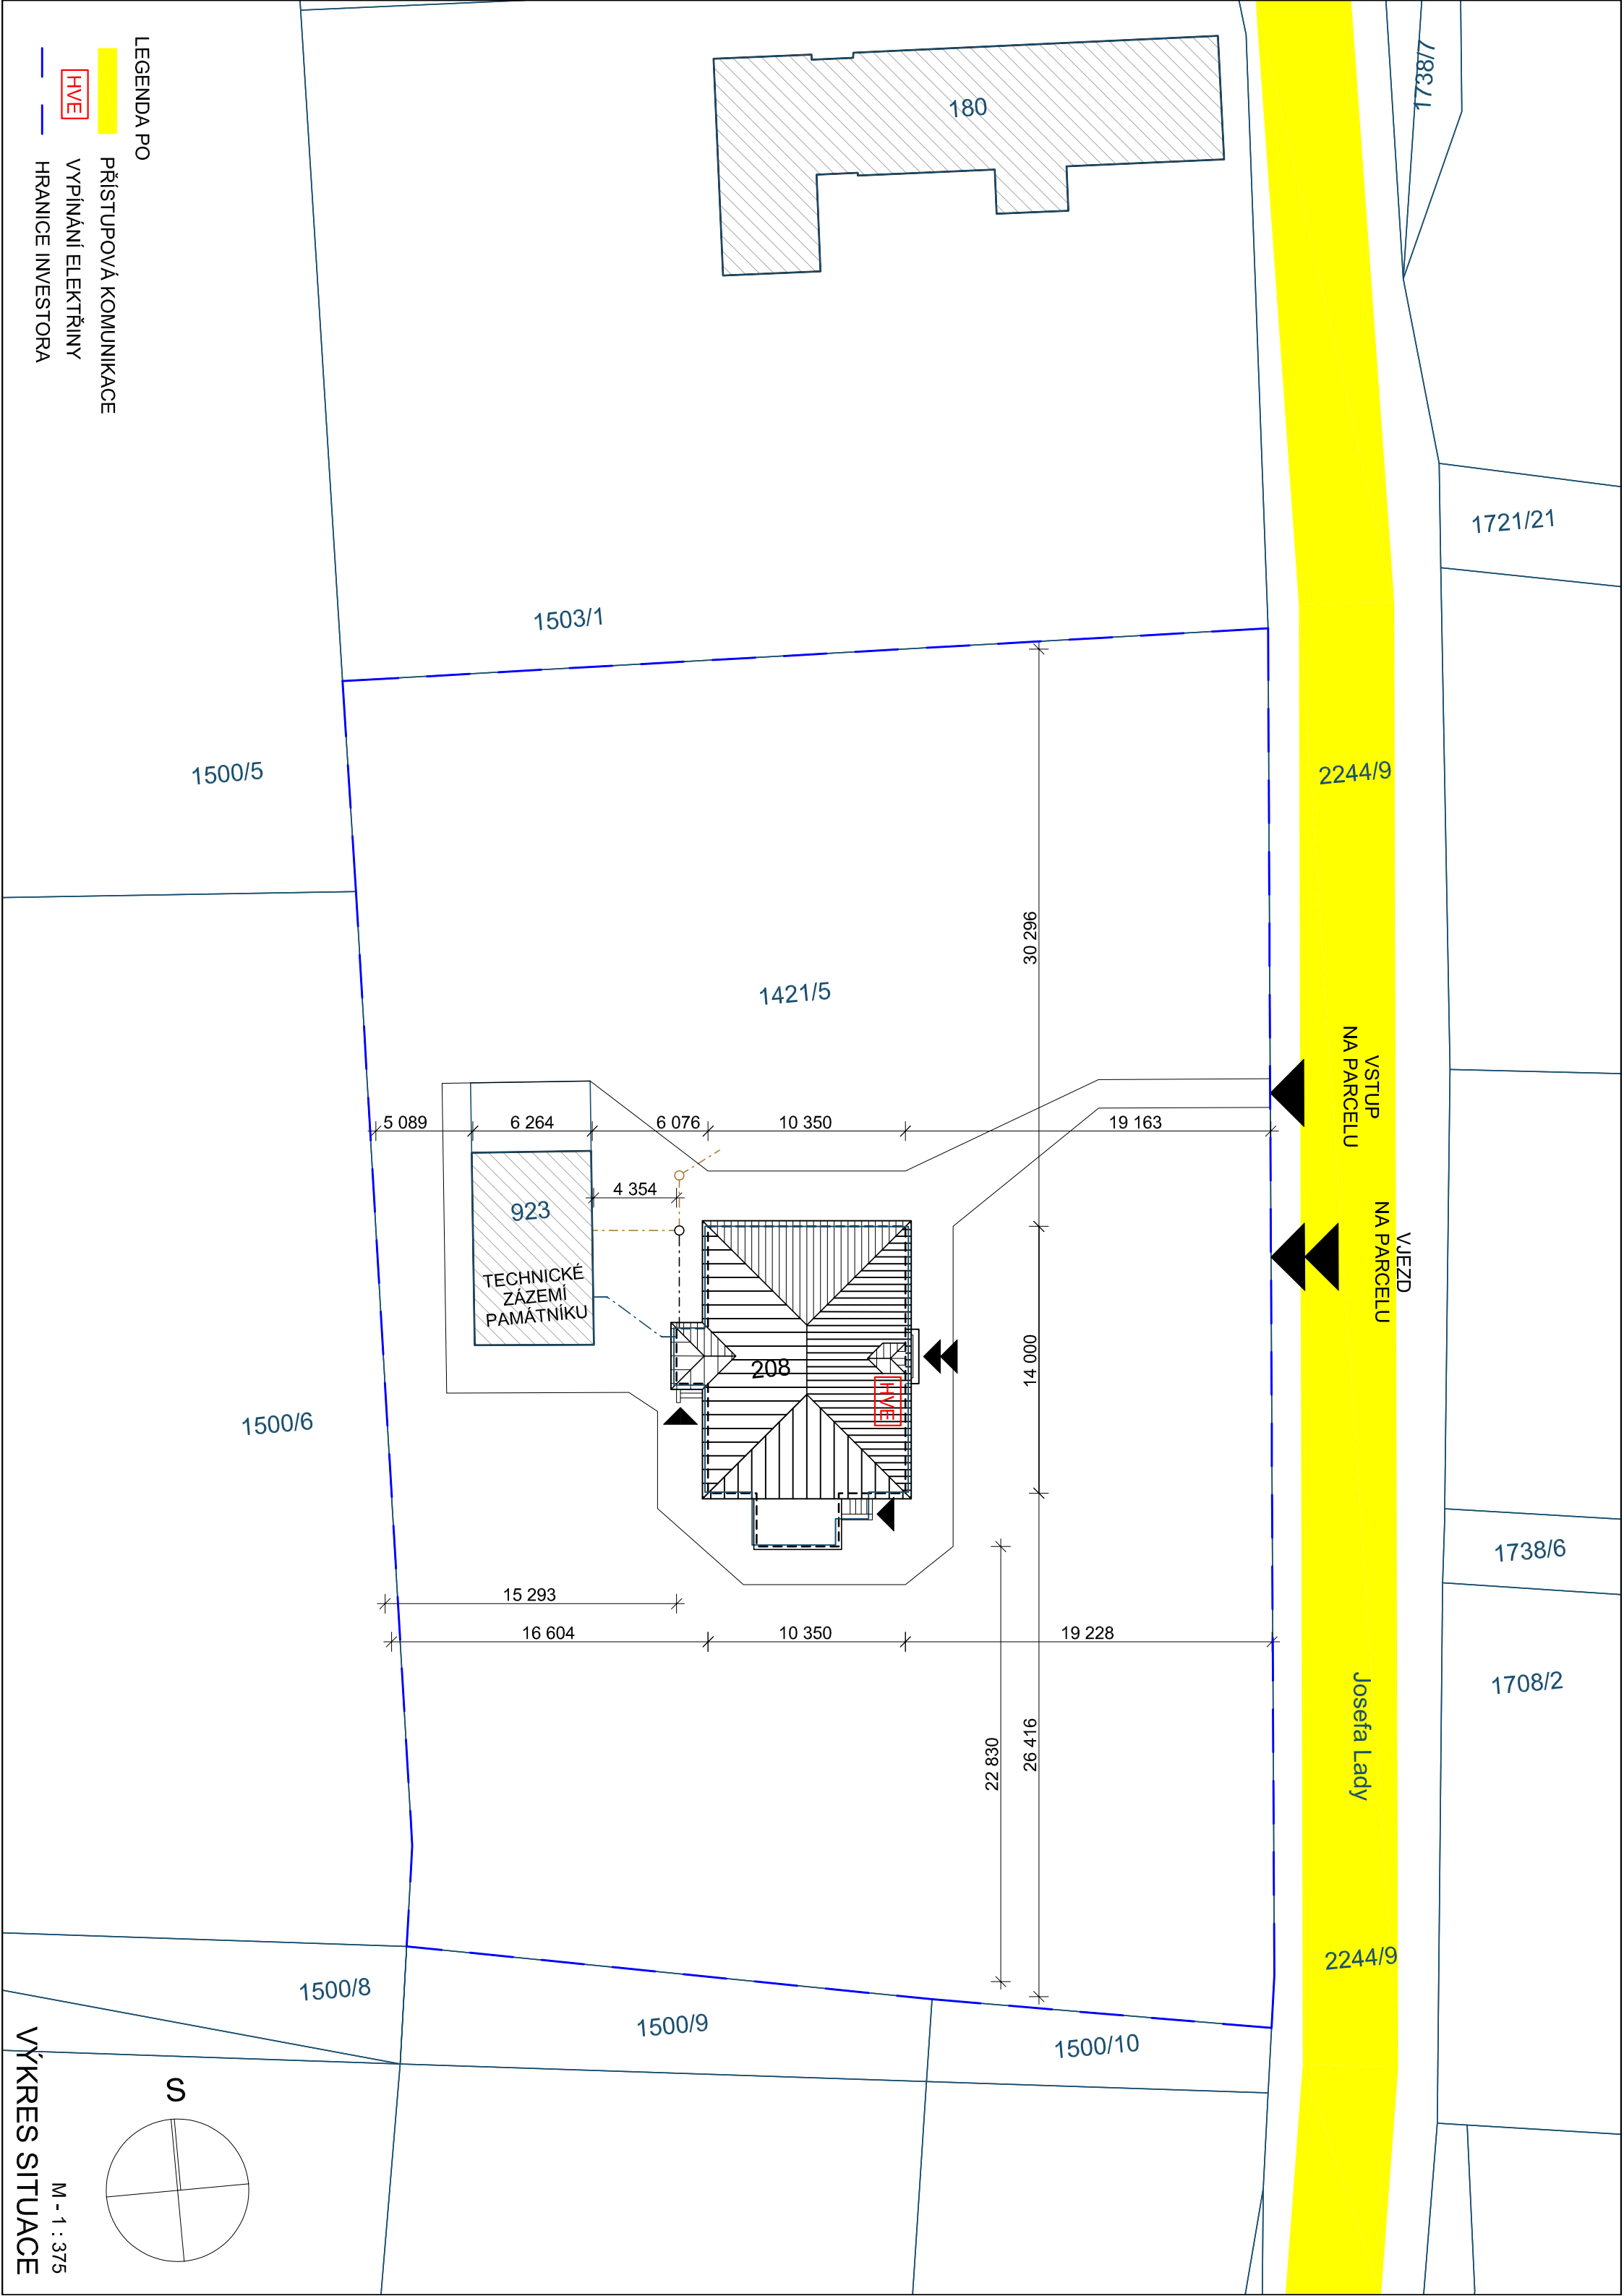 LEGENDA PO
PŘÍSTUPOVÁ KOMUNIKACE
HVE
VYPÍNÁNÍ ELEKTŘINY
HRANICE INVESTORA
180
1738/7
1721/21
1503/1
1500/5
2244/9
30 296
1421/5
VSTUP
NA PARCELU
5 089
6 264
6 076
10 350
19 163
4 354
923
TECHNICKÉ
ZÁZEMÍ
PAMÁTNÍKU
VJEZD
NA PARCELU
208
HVE
14 000
1500/6
1738/6
15 293
16 604
10 350
19 228
1708/2
Josefa Lady
22 830
26 416
2244/9
1500/8
1500/9
1500/10
S
M - 1 : 375
VÝKRES SITUACE